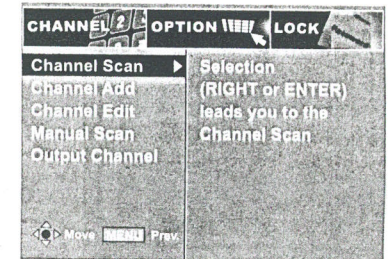 CHANNEL 2 OPTION LOCK
Channel Scan
Channel Add
Channel Edit
Manual Scan
Output Channel
Selection
(RIGHT or ENTER)
leads you to the
Channel Scan
Move MENU Prev.